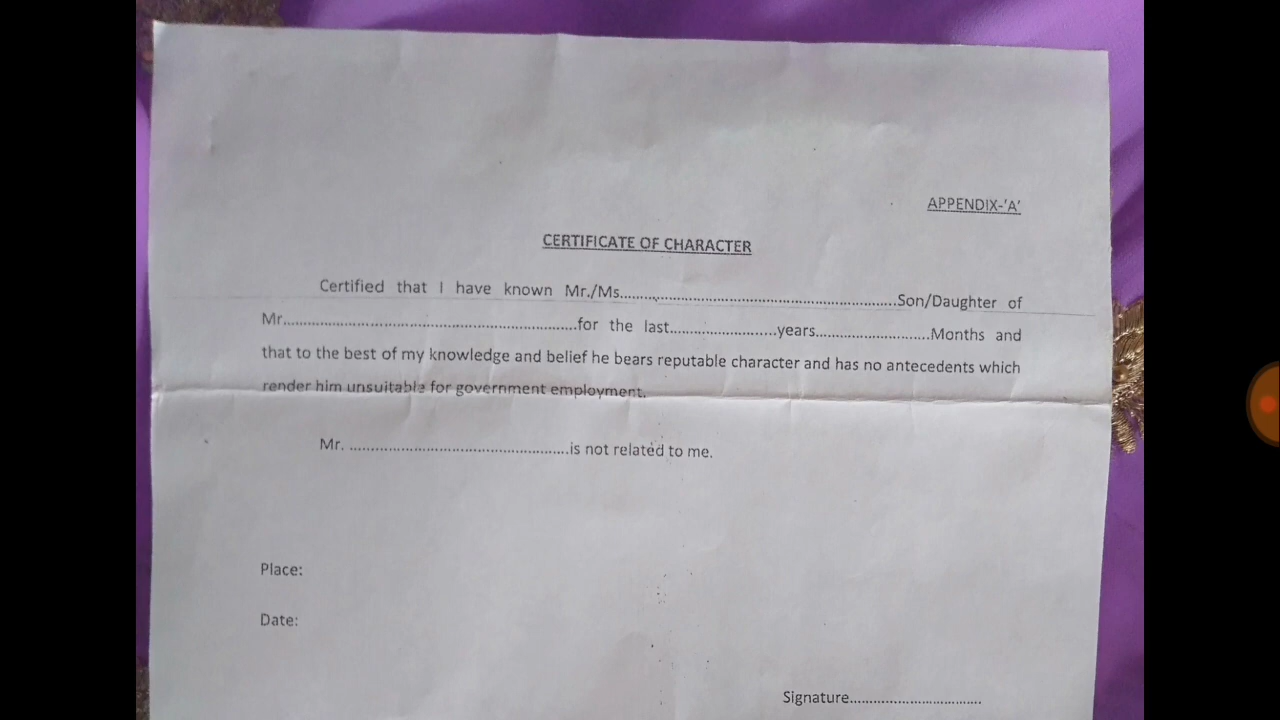 APPENDIX-'A'
CERTIFICATE OF CHARACTER
Certified that I have known Mr./Ms.......................................................................Son/Daughter of
Mr...........................................................for the last...........................years............................Months and
that to the best of my knowledge and belief he bears reputable character and has no antecedents which
render him unsuitable for government employment.
Mr. ......................................................is not related to me.
Place:
Date:
Signature.................................